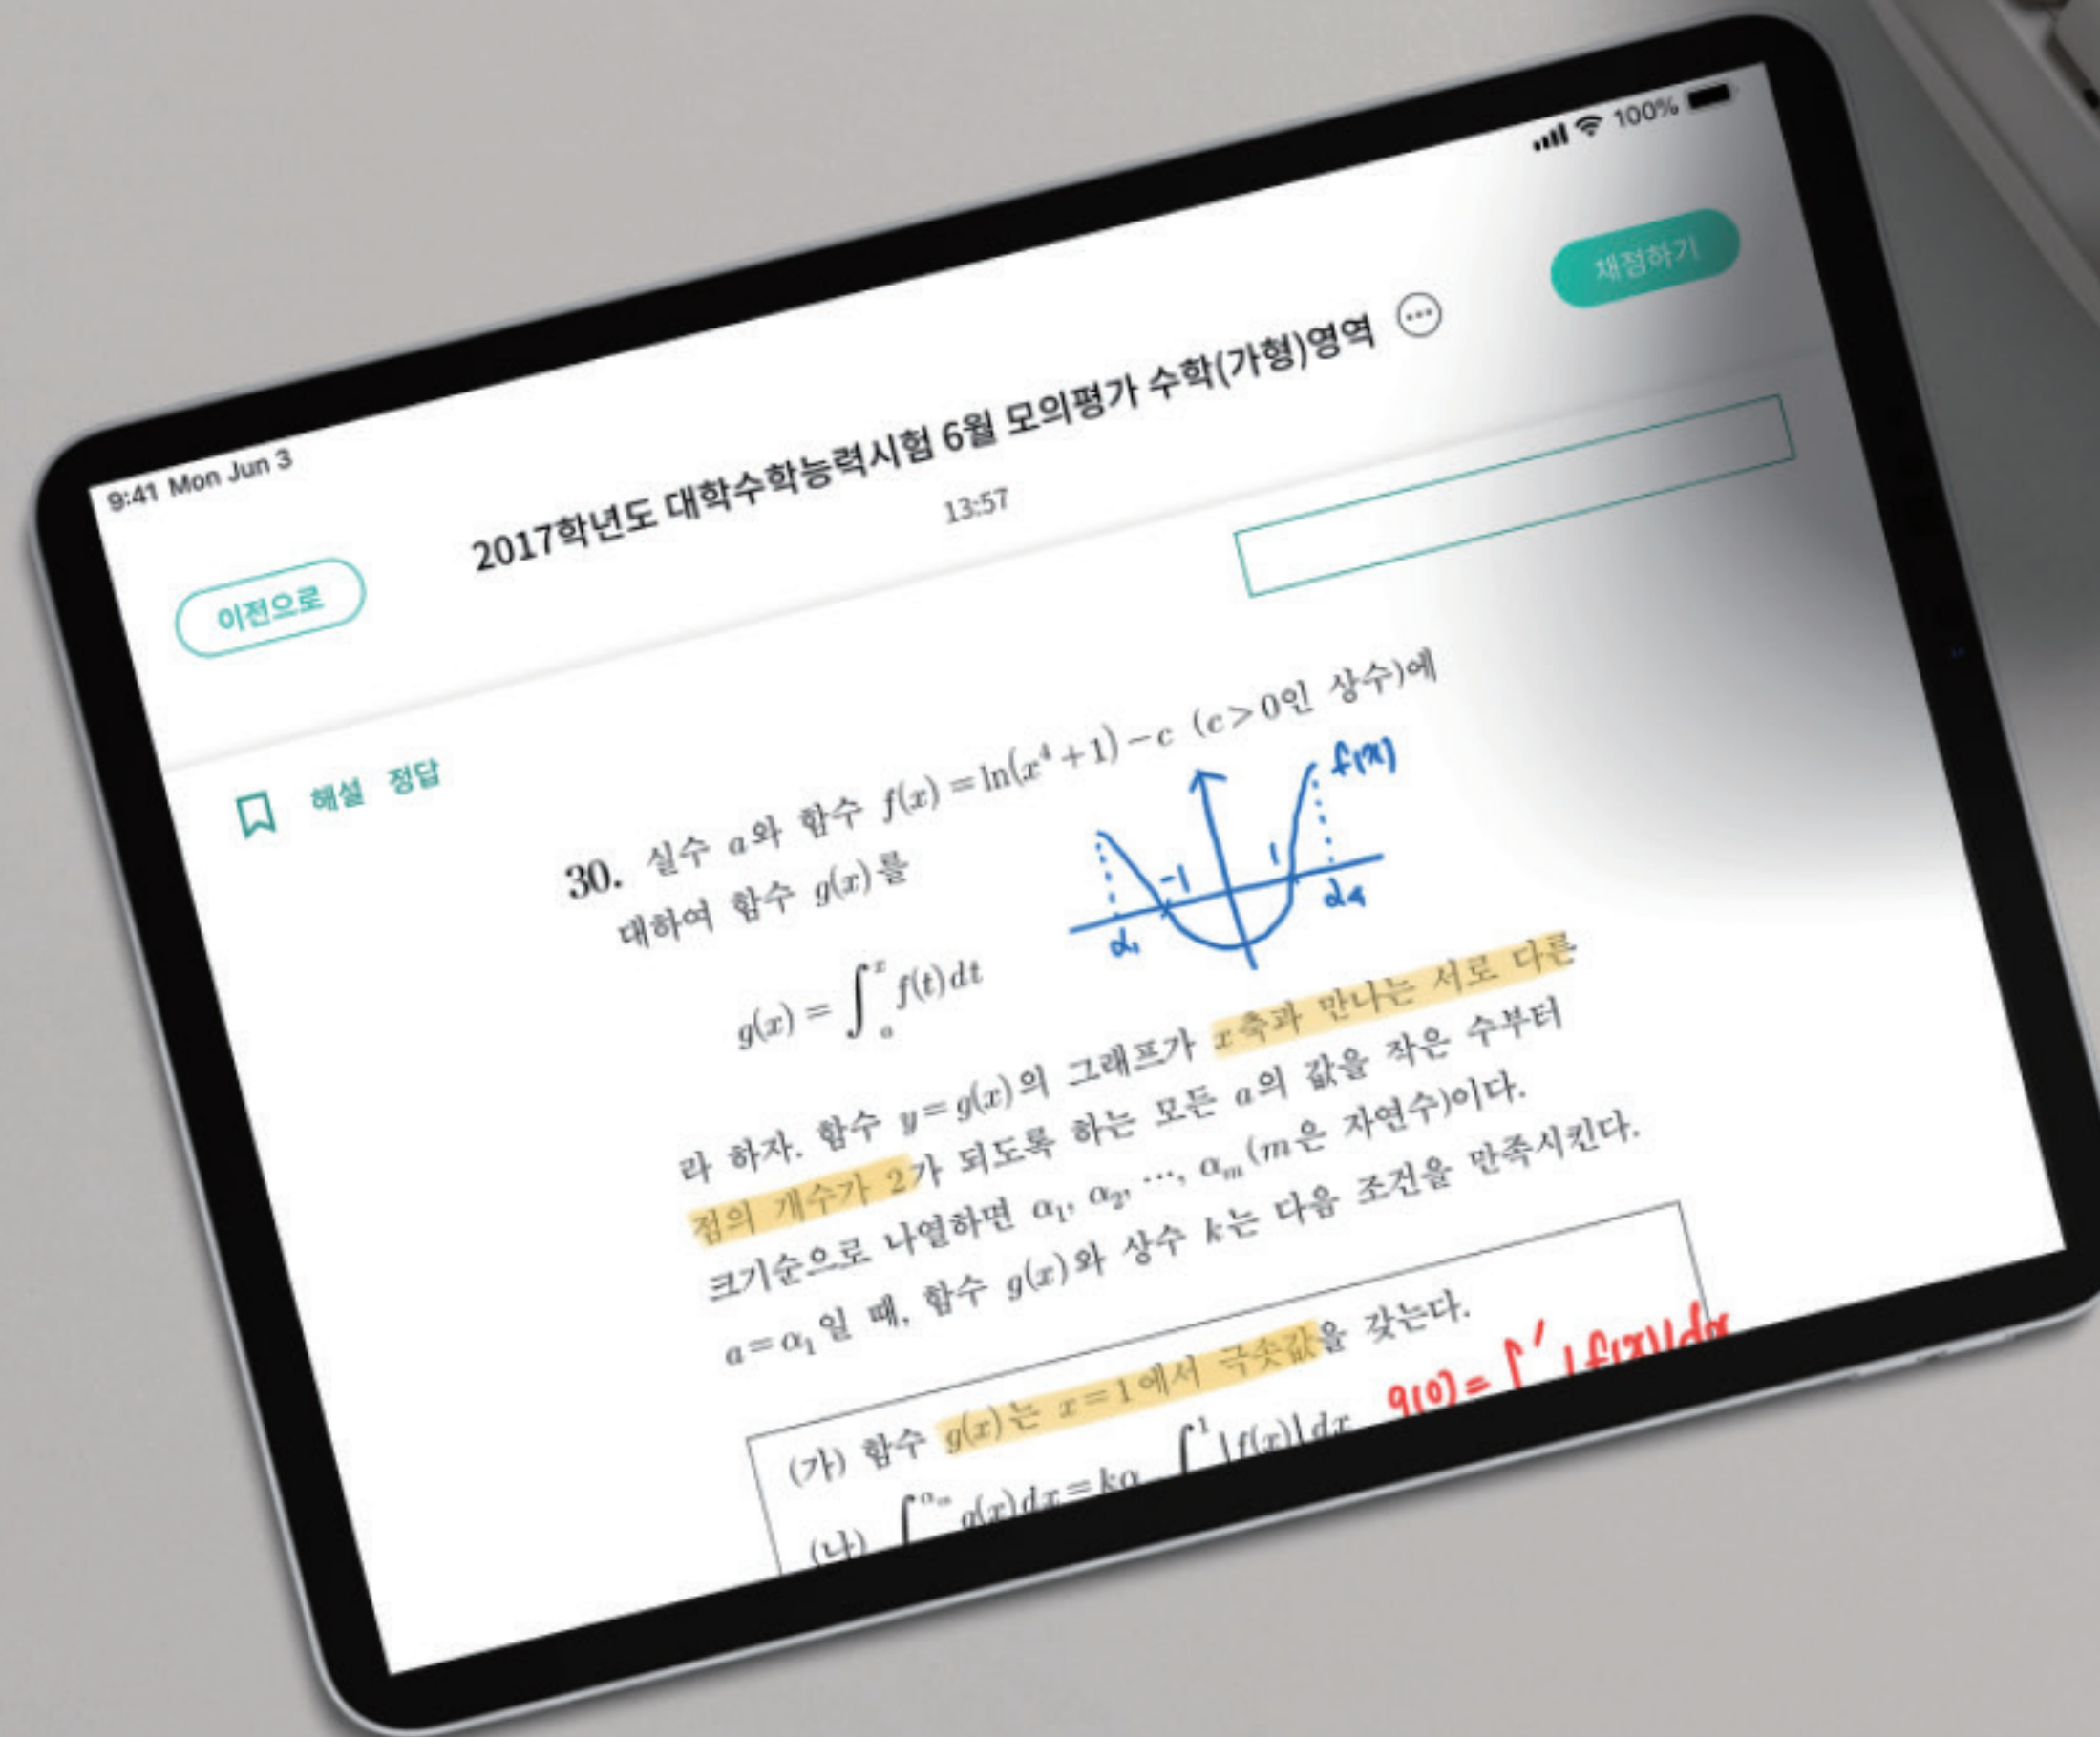 9:41 Mon Jun 3
100%
이전으로
2017학년도 대학수학능력시험 6월 모의평가 수학(가형)영역
채점하기
13:57
해설 정답
30. 실수 a와 함수 f(x)=ln(x⁴+1)−c (c>0인 상수)에
대하여 함수 g(x)를
f(x)
-1
1
α₁
α₄
g(x)=∫ₐˣ f(t)dt
라 하자. 함수 y=g(x)의 그래프가 x축과 만나는 서로 다른
점의 개수가 2가 되도록 하는 모든 a의 값을 작은 수부터
크기순으로 나열하면 α₁, α₂, ⋯, αₘ (m은 자연수)이다.
a=α₁일 때, 함수 g(x)와 상수 k는 다음 조건을 만족시킨다.
(가) 함수 g(x)는 x=1에서 극솟값을 갖는다.
(나) ∫ g(x)dx=kα ∫¹ |f(x)|dx
g(0)=∫¹ |f(x)|dx